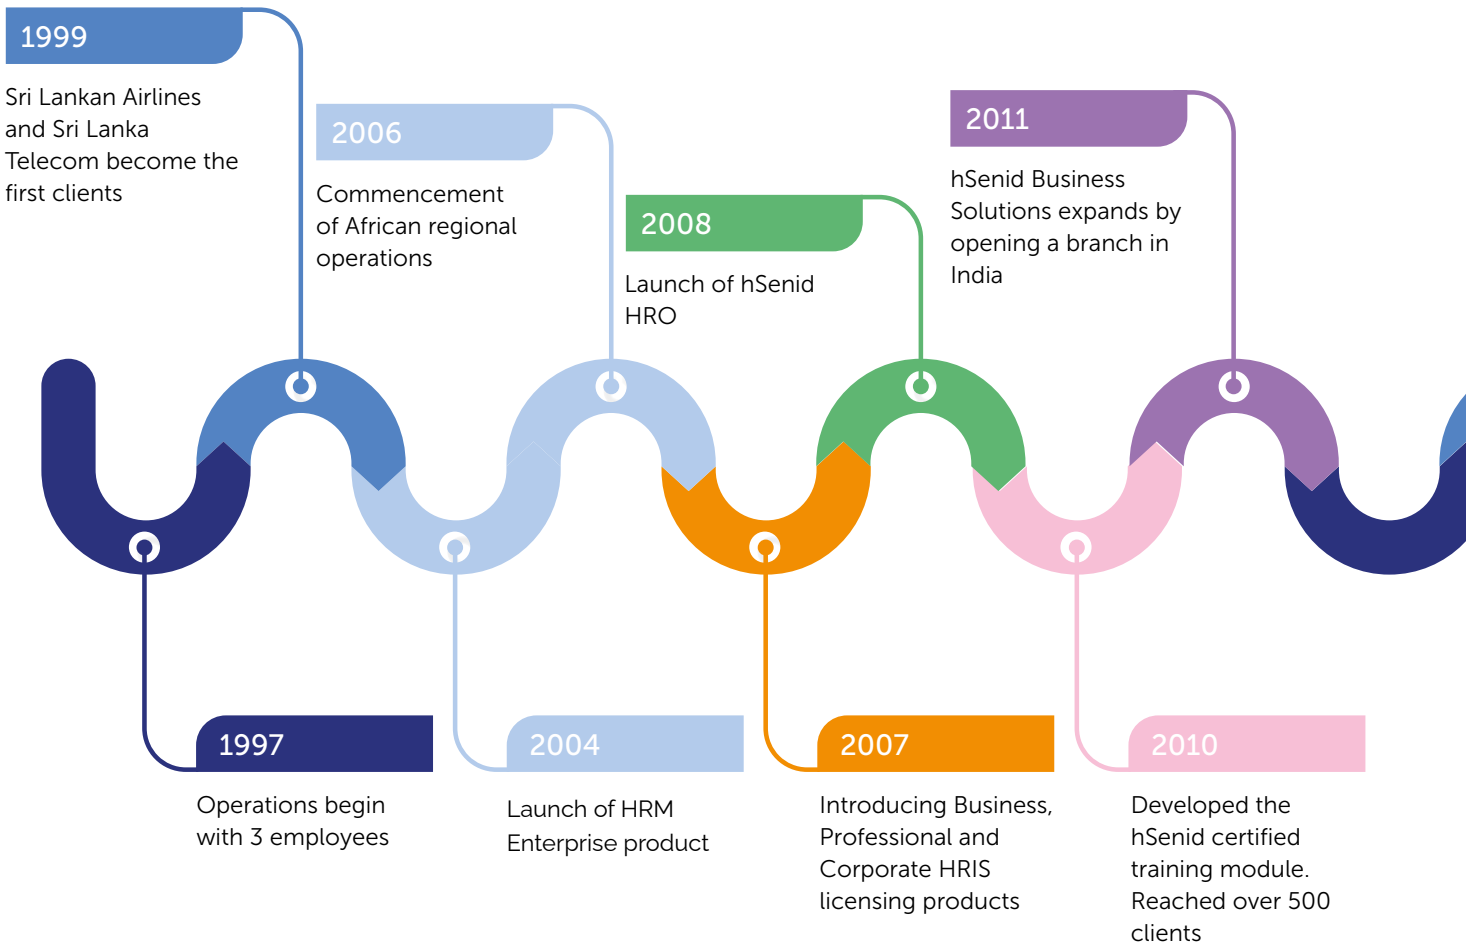 1999
Sri Lankan Airlines
and Sri Lanka
Telecom become the
first clients
2006
Commencement
of African regional
operations
2008
Launch of hSenid
HRO
2011
hSenid Business
Solutions expands by
opening a branch in
India
1997
Operations begin
with 3 employees
2004
Launch of HRM
Enterprise product
2007
Introducing Business,
Professional and
Corporate HRIS
licensing products
2010
Developed the
hSenid certified
training module.
Reached over 500
clients